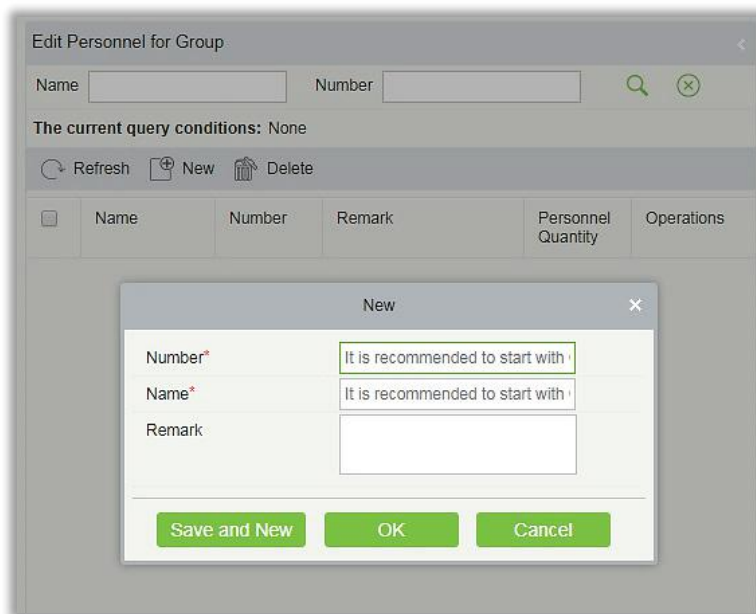 Edit Personnel for Group
Name Number
The current query conditions: None
Refresh New Delete
Name Number Remark Personnel Quantity Operations
New
Number*
It is recommended to start with
Name*
It is recommended to start with
Remark
Save and New OK Cancel